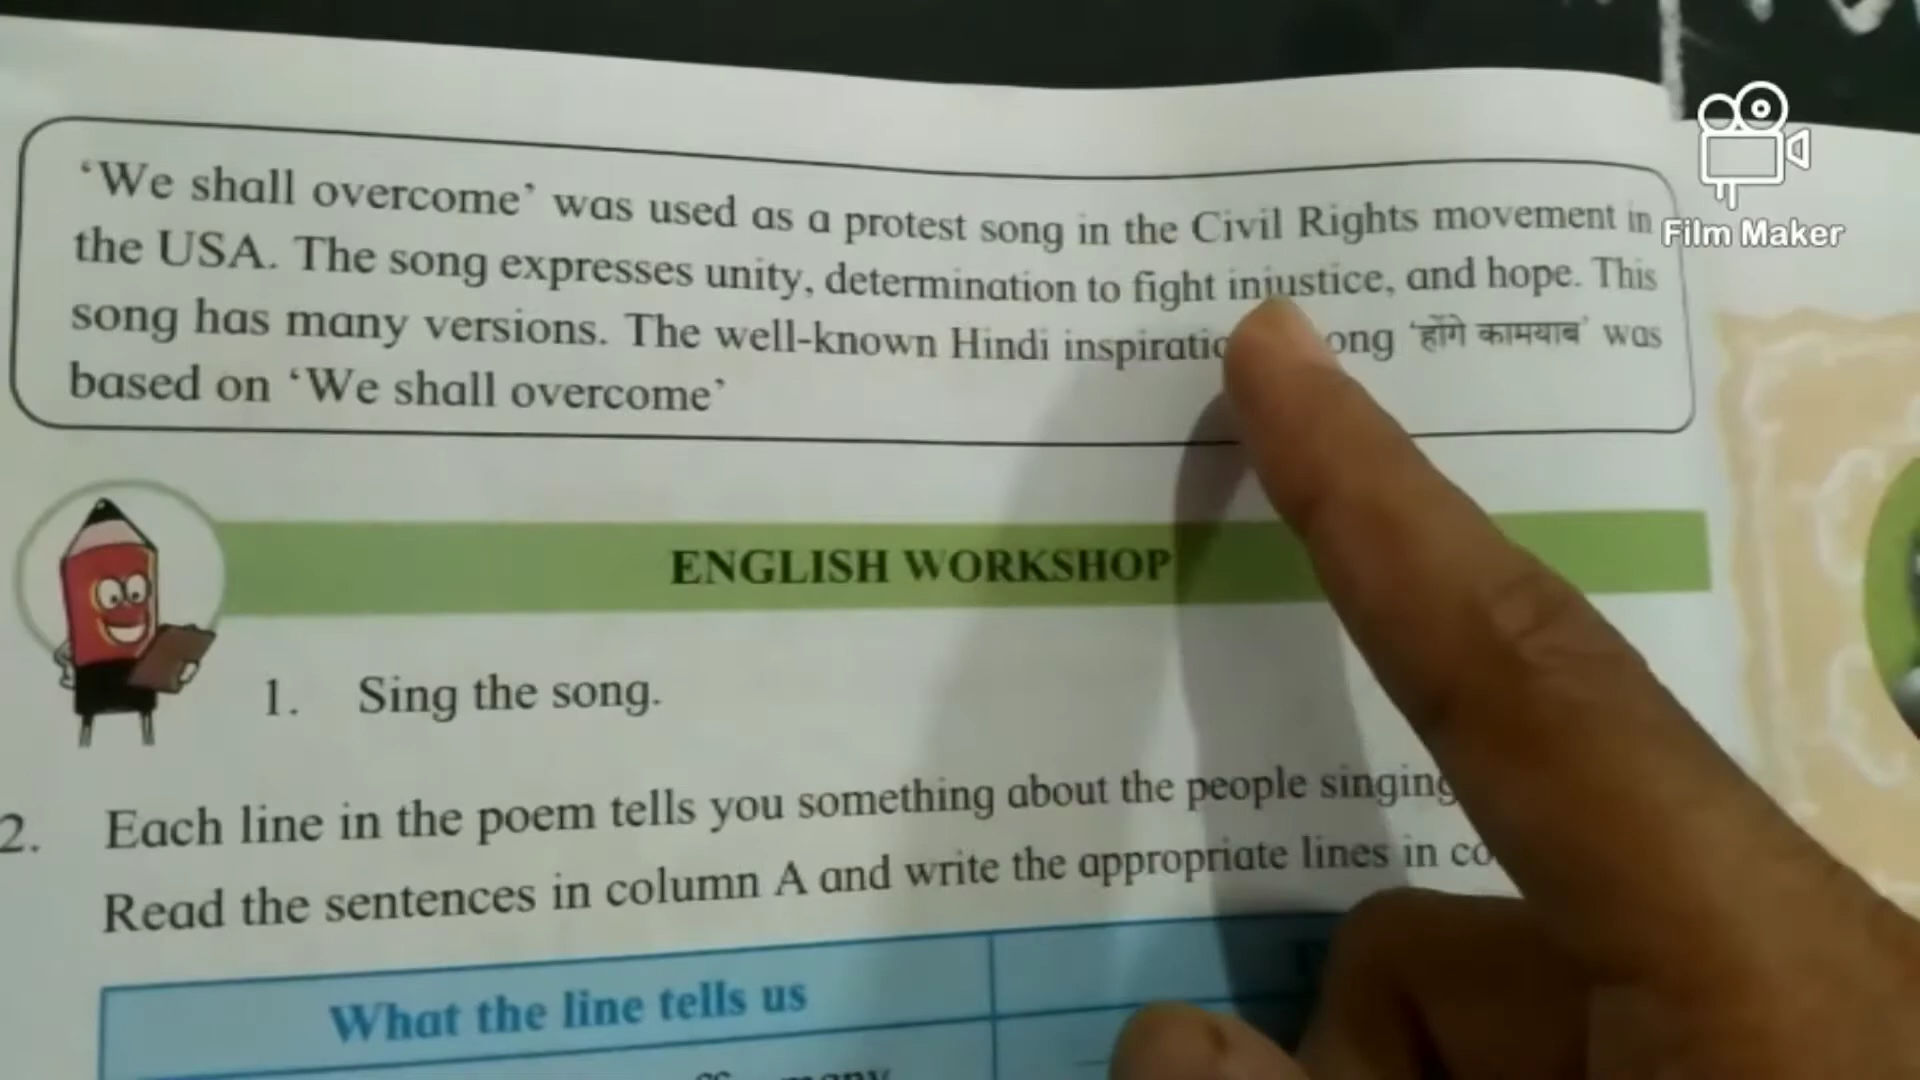 ‘We shall overcome’ was used as a protest song in the Civil Rights movement in
the USA. The song expresses unity, determination to fight injustice, and hope. This
song has many versions. The well-known Hindi ‘होंगे कामयाब’ was
based on ‘We shall overcome’
Film Maker
ENGLISH WORKSHOP
1. Sing the song.
2. Each line in the poem tells you something about the people singing
Read the sentences in column A and write the appropriate lines in
What the line tells us
many